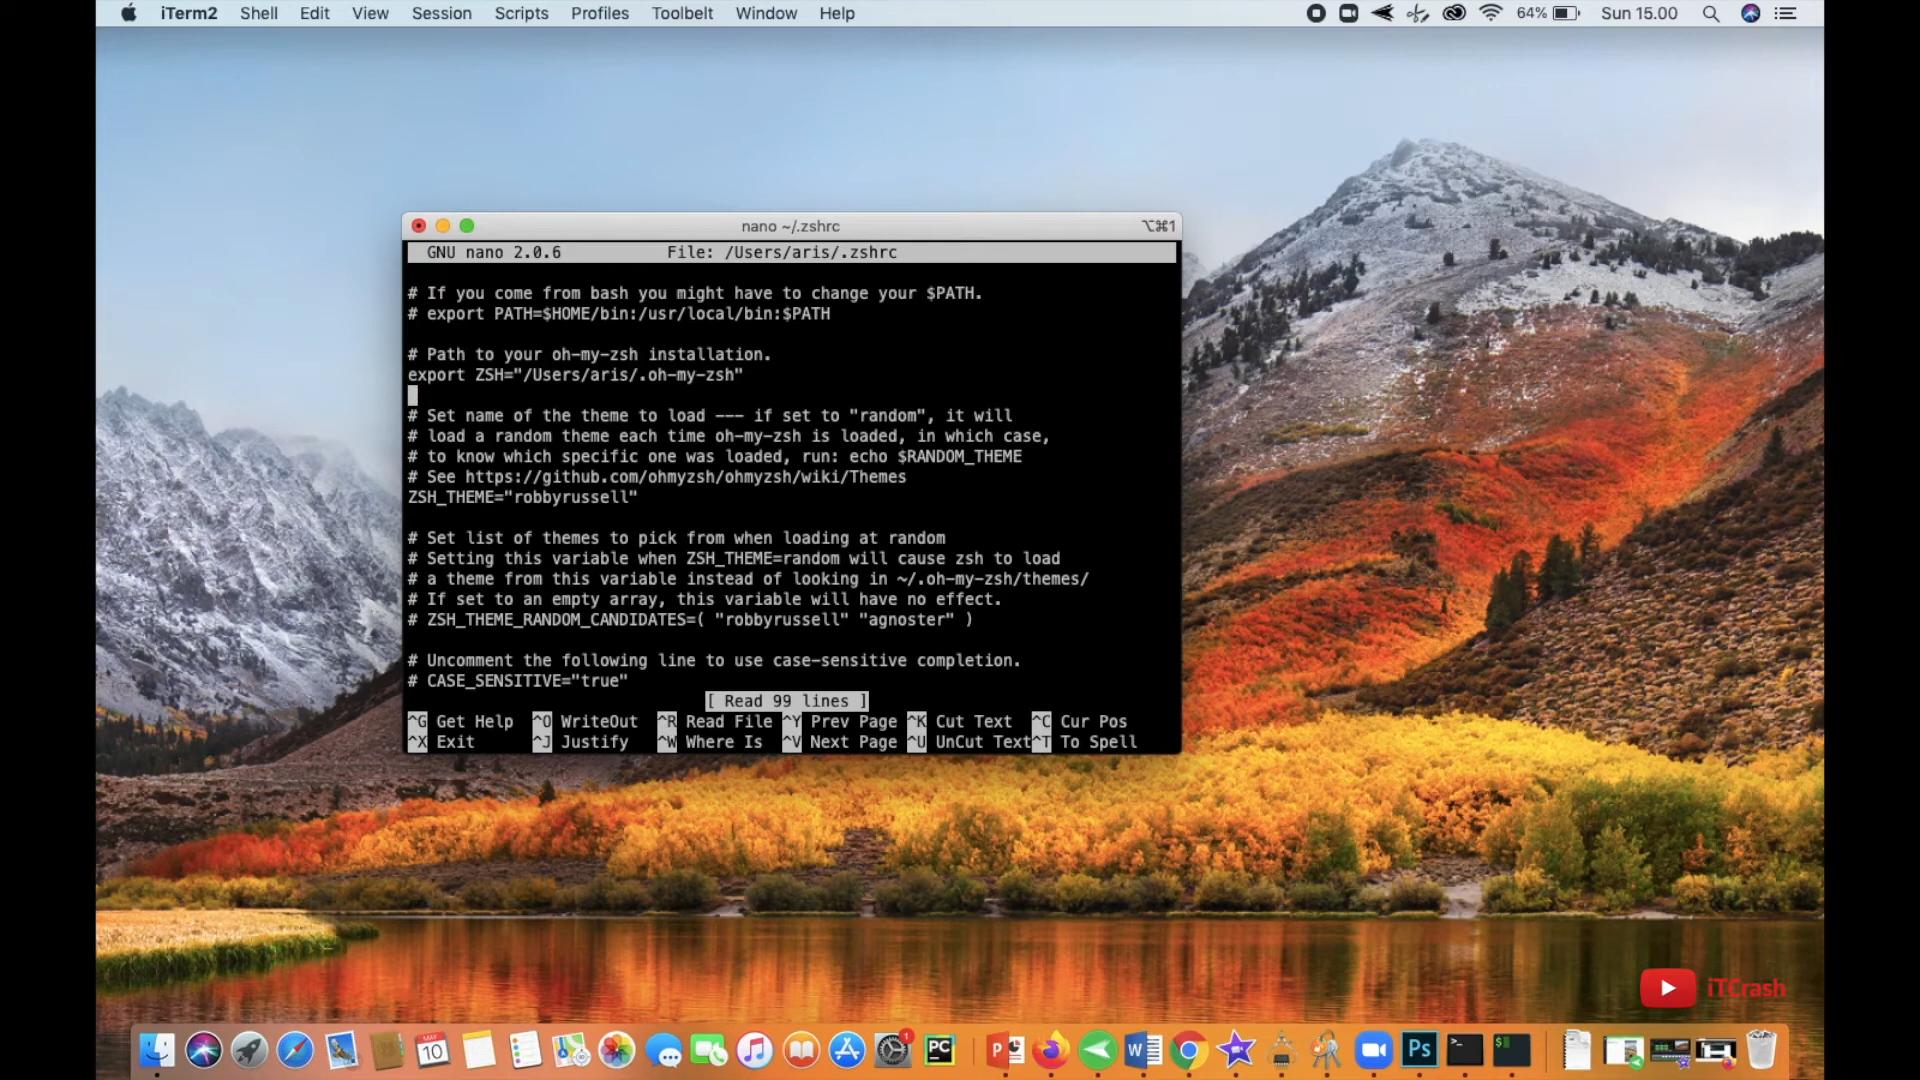 iTerm2 Shell Edit View Session Scripts Profiles Toolbelt Window Help 64% Sun 15.00
nano ~/.zshrc ⌥⌘1
GNU nano 2.0.6 File: /Users/aris/.zshrc
# If you come from bash you might have to change your $PATH.
# export PATH=$HOME/bin:/usr/local/bin:$PATH
# Path to your oh-my-zsh installation.
export ZSH="/Users/aris/.oh-my-zsh"
# Set name of the theme to load --- if set to "random", it will
# load a random theme each time oh-my-zsh is loaded, in which case,
# to know which specific one was loaded, run: echo $RANDOM_THEME
# See https://github.com/ohmyzsh/ohmyzsh/wiki/Themes
ZSH_THEME="robbyrussell"
# Set list of themes to pick from when loading at random
# Setting this variable when ZSH_THEME=random will cause zsh to load
# a theme from this variable instead of looking in ~/.oh-my-zsh/themes/
# If set to an empty array, this variable will have no effect.
# ZSH_THEME_RANDOM_CANDIDATES=( "robbyrussell" "agnoster" )
# Uncomment the following line to use case-sensitive completion.
# CASE_SENSITIVE="true"
[ Read 99 lines ]
^G Get Help ^O WriteOut ^R Read File ^Y Prev Page ^K Cut Text ^C Cur Pos
^X Exit ^J Justify ^W Where Is ^V Next Page ^U UnCut Text ^T To Spell
iTCrash
MAY
10
1
PC
P
W
Ps
>_
$